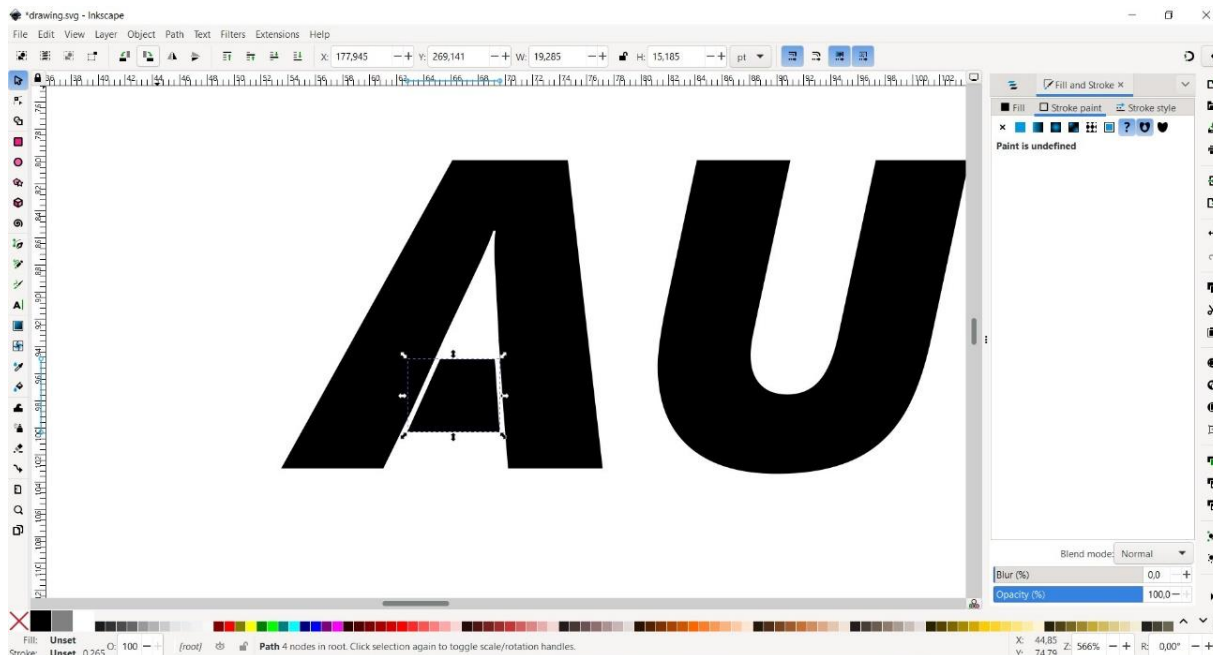 *drawing.svg - Inkscape
File Edit View Layer Object Path Text Filters Extensions Help
X: 177,945 Y: 269,141 W: 19,285 H: 15,185 pt
Fill and Stroke ×
Fill Stroke paint Stroke style
Paint is undefined
AU
Blend mode: Normal
Blur (%) 0,0
Opacity (%) 100,0
Fill: Unset
Stroke: Unset 0,265
O: 100
(root)
Path 4 nodes in root. Click selection again to toggle scale/rotation handles.
X: 44,85
Y: 74,79
Z: 566%
R: 0,00°